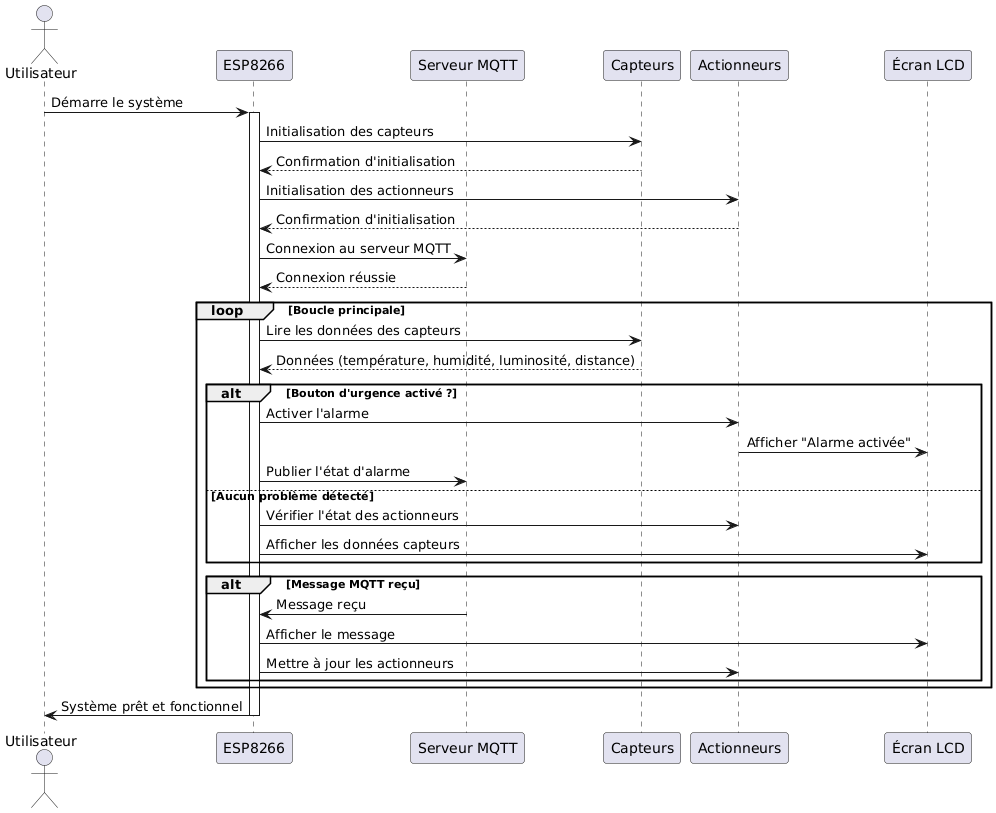 Utilisateur
ESP8266
Serveur MQTT
Capteurs
Actionneurs
Écran LCD
Démarre le système
Initialisation des capteurs
Confirmation d'initialisation
Initialisation des actionneurs
Confirmation d'initialisation
Connexion au serveur MQTT
Connexion réussie
loop
[Boucle principale]
Lire les données des capteurs
Données (température, humidité, luminosité, distance)
alt
[Bouton d'urgence activé ?]
Activer l'alarme
Afficher "Alarme activée"
Publier l'état d'alarme
[Aucun problème détecté]
Vérifier l'état des actionneurs
Afficher les données capteurs
alt
[Message MQTT reçu]
Message reçu
Afficher le message
Mettre à jour les actionneurs
Système prêt et fonctionnel
Utilisateur
ESP8266
Serveur MQTT
Capteurs
Actionneurs
Écran LCD